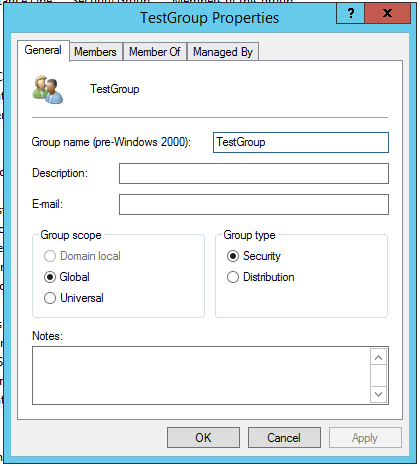 TestGroup Properties
?
x
General
Members
Member Of
Managed By
TestGroup
Group name (pre-Windows 2000):
TestGroup
Description:
E-mail:
Group scope
Domain local
Global
Universal
Group type
Security
Distribution
Notes:
OK
Cancel
Apply